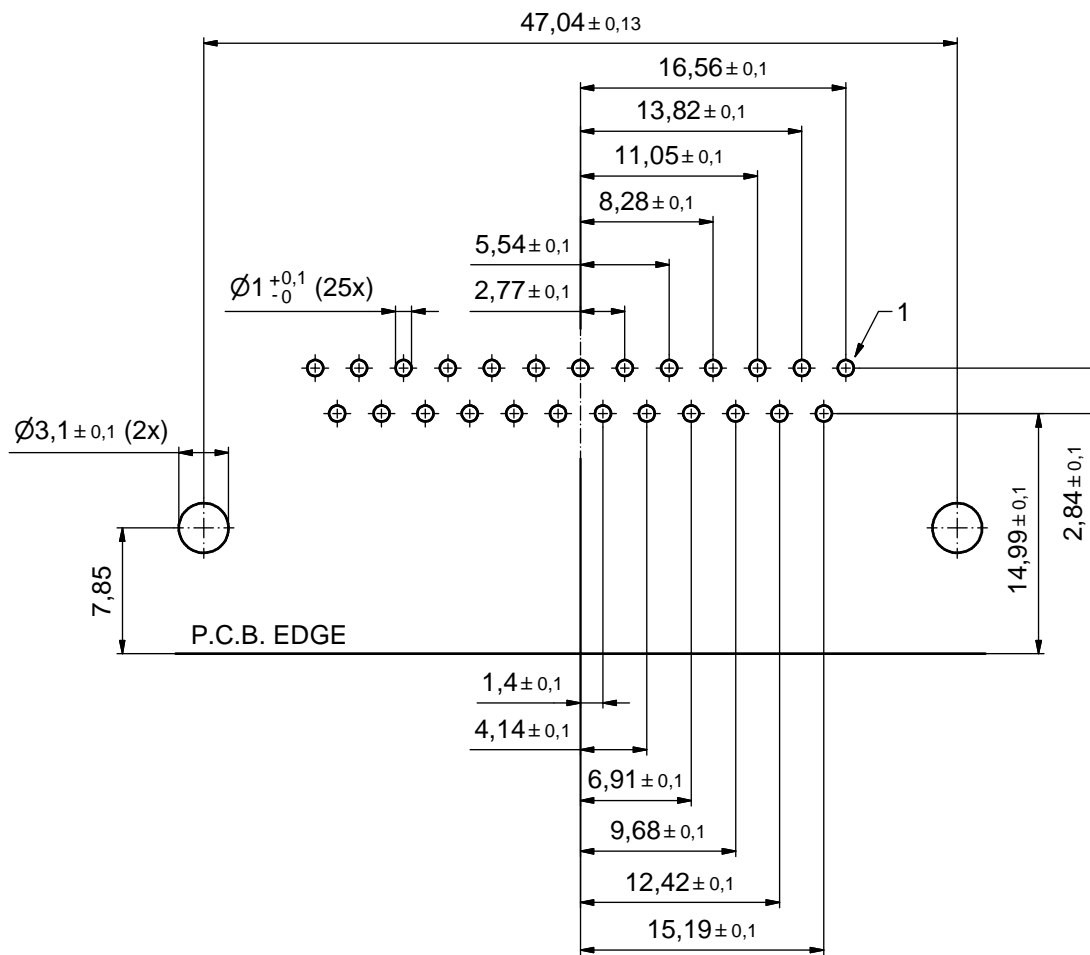 47,04 ± 0,13
16,56 ± 0,1
13,82 ± 0,1
11,05 ± 0,1
8,28 ± 0,1
5,54 ± 0,1
Ø1 +0,1 -0 (25x)
2,77 ± 0,1
1
Ø3,1 ± 0,1 (2x)
2,84 ± 0,1
14,99 ± 0,1
7,85
P.C.B. EDGE
1,4 ± 0,1
4,14 ± 0,1
6,91 ± 0,1
9,68 ± 0,1
12,42 ± 0,1
15,19 ± 0,1